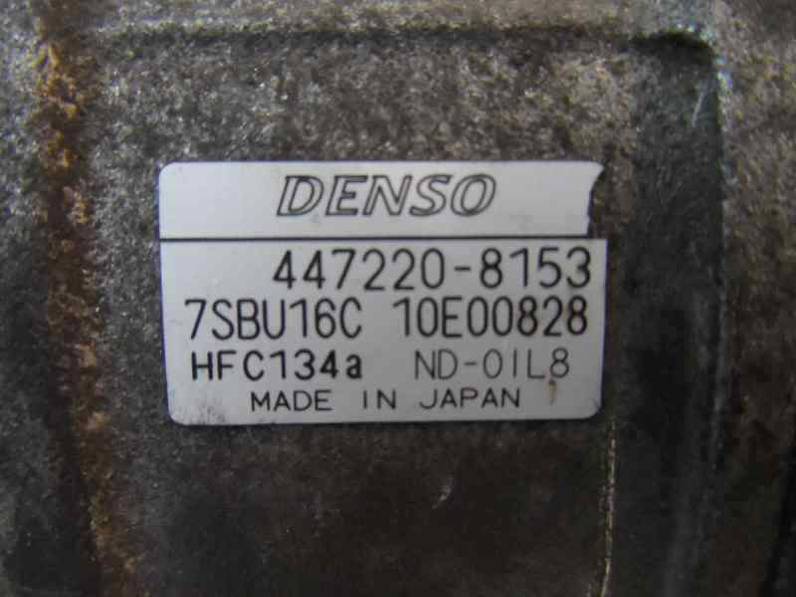 DENSO
447220-8153
7SBU16C 10E00828
HFC134a ND-OIL8
MADE IN JAPAN